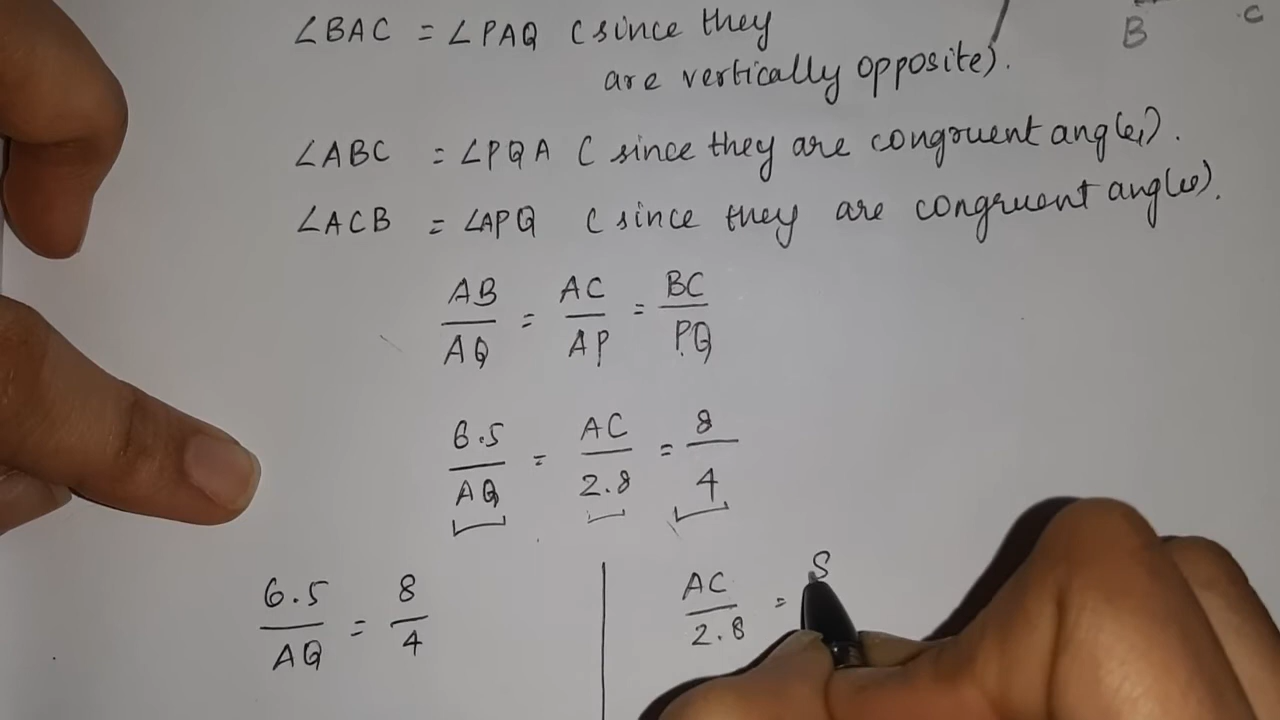 ∠BAC = ∠PAQ (since they
are vertically opposite).
B
C
∠ABC = ∠PQA (since they are congruent angles).
∠ACB = ∠APQ (since they are congruent angles).
AB/AQ = AC/AP = BC/PQ
6.5/AQ = AC/2.8 = 8/4
6.5/AQ = 8/4
AC/2.8 =